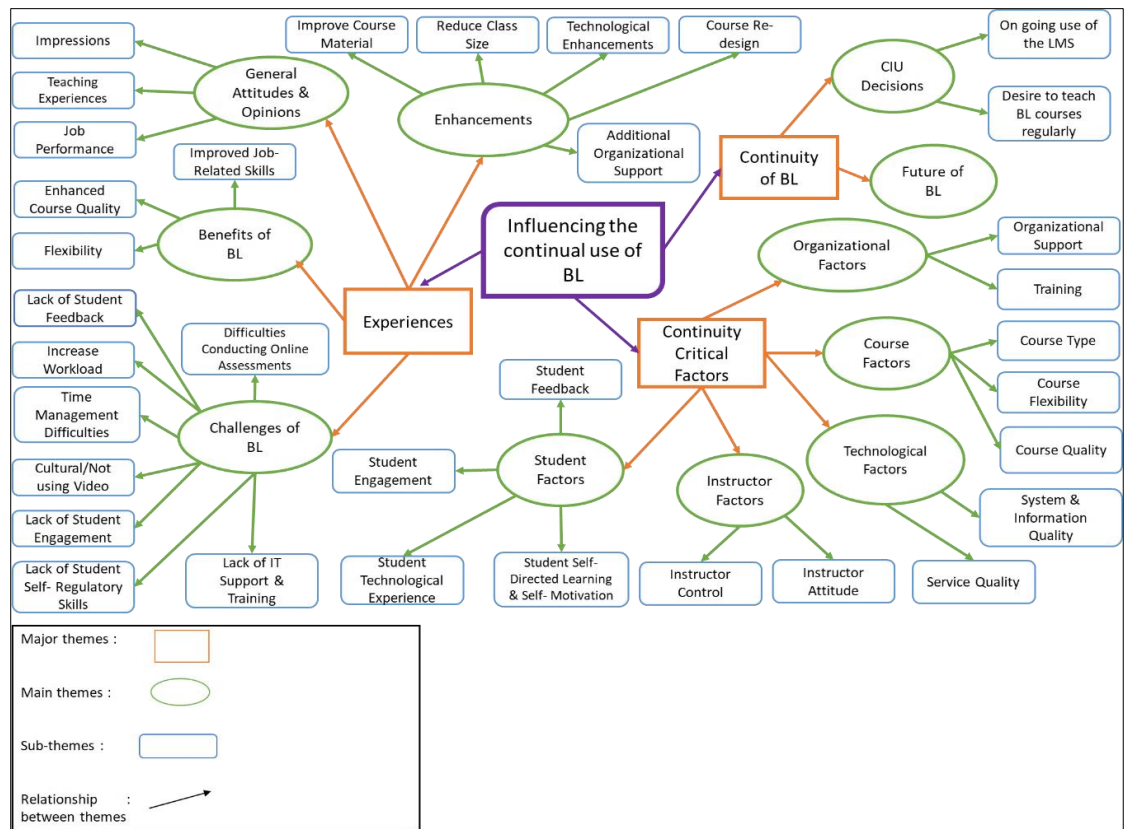 Impressions
Teaching
Experiences
Job
Performance
General
Attitudes &
Opinions
Improve Course
Material
Reduce Class
Size
Technological
Enhancements
Course Re-
design
Enhancements
Additional
Organizational
Support
CIU
Decisions
On going use of
the LMS
Desire to teach
BL courses
regularly
Continuity
of BL
Future of
BL
Improved Job-
Related Skills
Enhanced
Course Quality
Flexibility
Benefits of
BL
Influencing the
continual use of
BL
Experiences
Organizational
Factors
Organizational
Support
Training
Continuity
Critical
Factors
Course
Factors
Course Type
Course
Flexibility
Course Quality
Lack of Student
Feedback
Increase
Workload
Time
Management
Difficulties
Cultural/Not
using Video
Lack of Student
Engagement
Lack of Student
Self- Regulatory
Skills
Difficulties
Conducting Online
Assessments
Challenges of
BL
Lack of IT
Support &
Training
Student
Feedback
Student
Engagement
Student
Factors
Student
Technological
Experience
Student Self-
Directed Learning
& Self- Motivation
Instructor
Factors
Instructor
Control
Instructor
Attitude
Technological
Factors
System &
Information
Quality
Service Quality
Major themes :
Main themes :
Sub-themes :
Relationship :
between themes